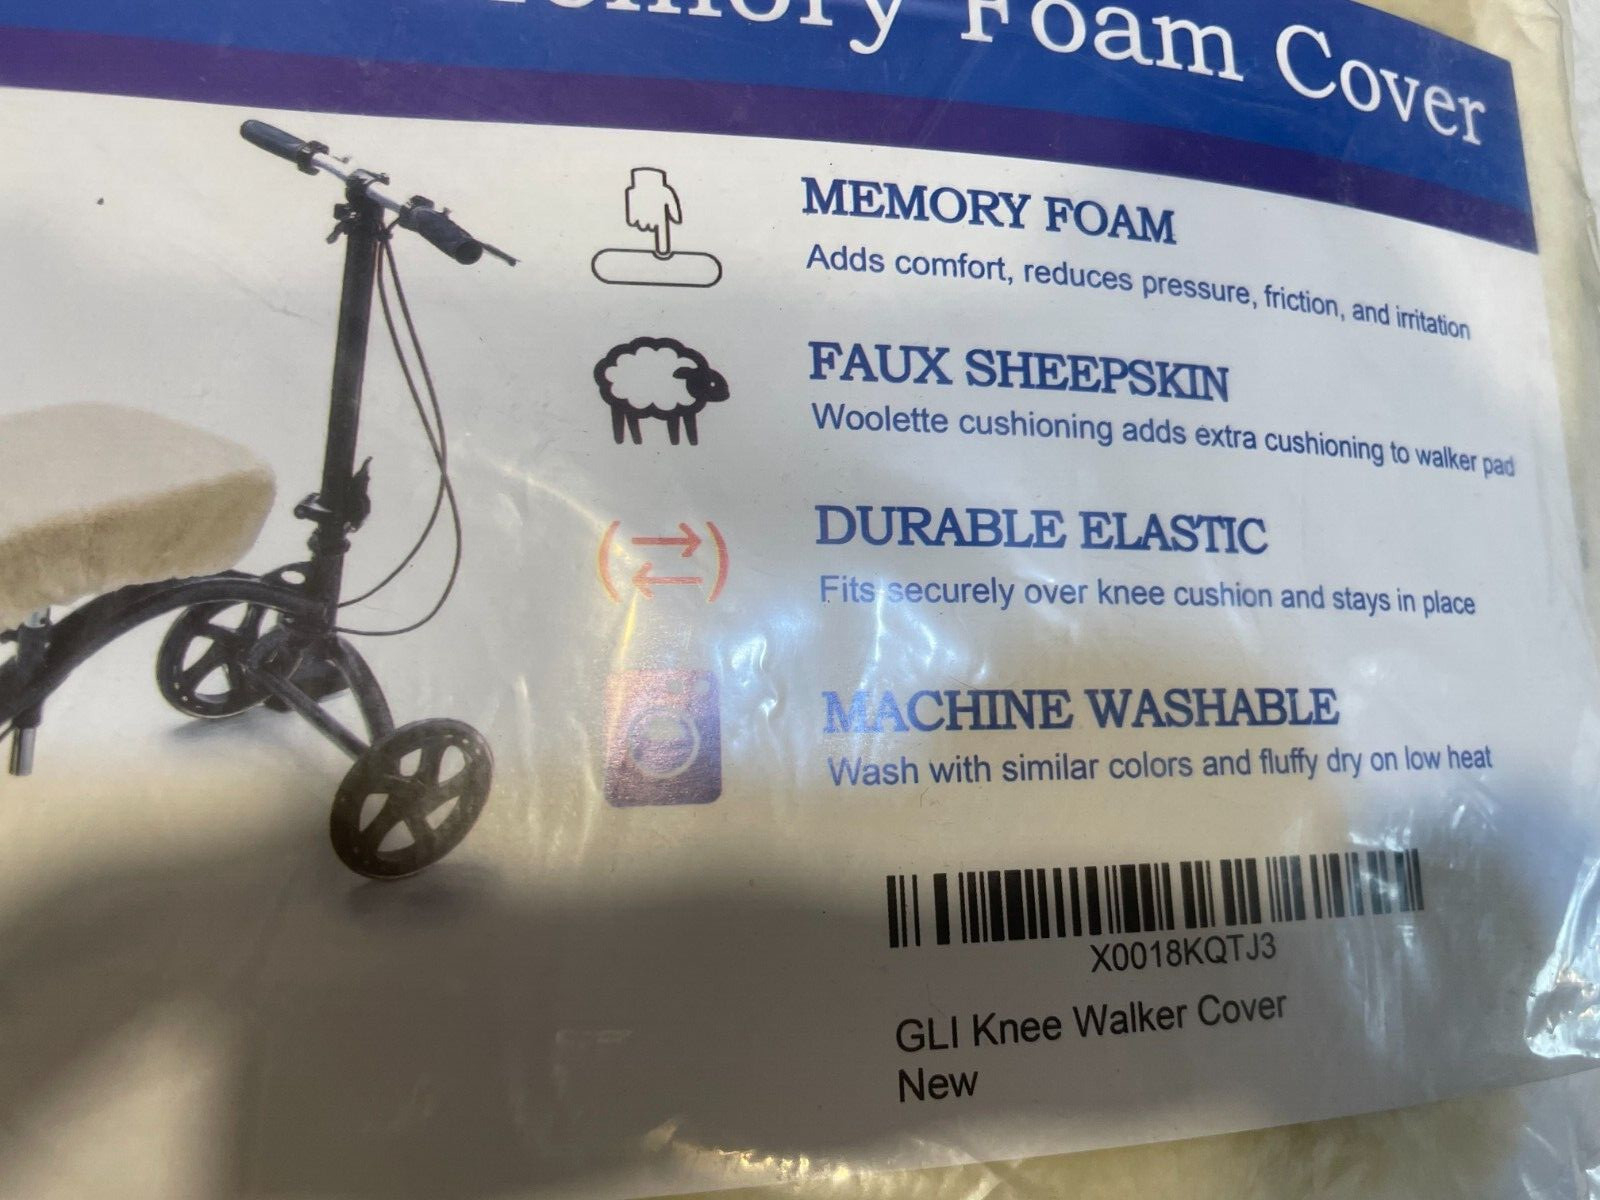 Memory Foam Cover
MEMORY FOAM
Adds comfort, reduces pressure, friction, and irritation
FAUX SHEEPSKIN
Woolette cushioning adds extra cushioning to walker pad
DURABLE ELASTIC
Fits securely over knee cushion and stays in place
MACHINE WASHABLE
Wash with similar colors and fluffy dry on low heat
X0018KQTJ3
GLI Knee Walker Cover
New